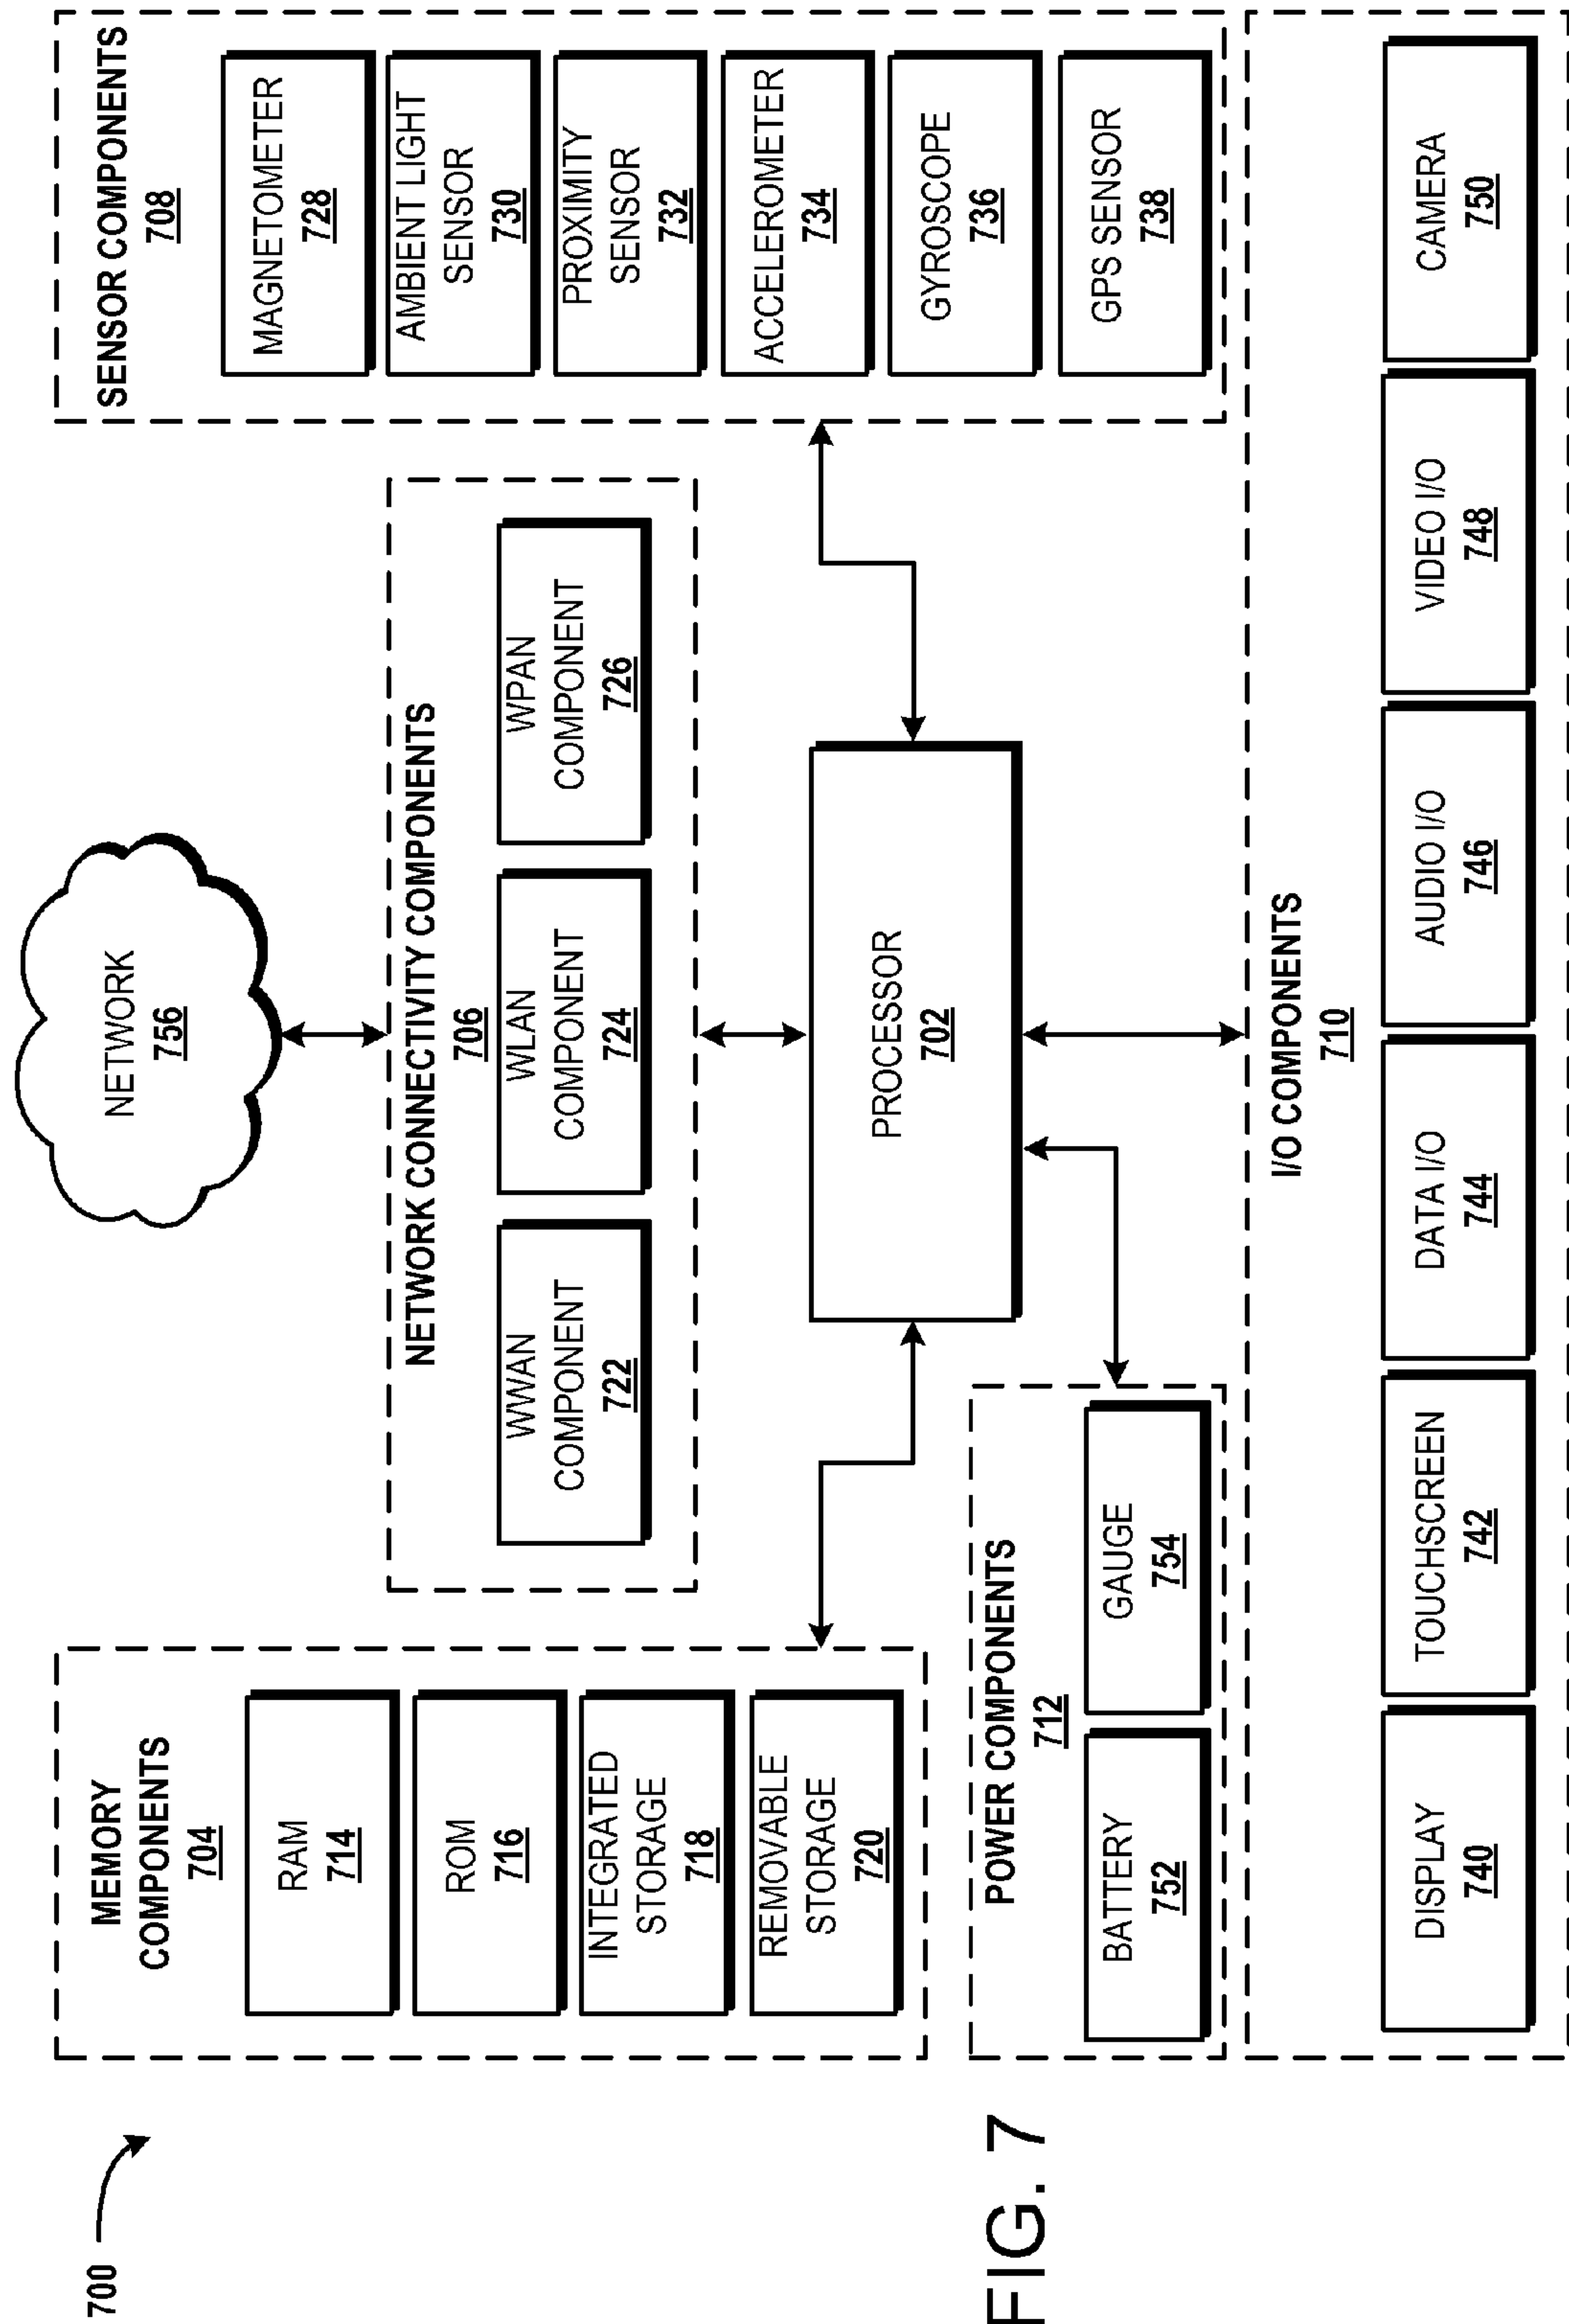 700
NETWORK
756
MEMORY
COMPONENTS
704
RAM
714
ROM
716
INTEGRATED
STORAGE
718
REMOVABLE
STORAGE
720
NETWORK CONNECTIVITY COMPONENTS
706
WWAN
COMPONENT
722
WLAN
COMPONENT
724
WPAN
COMPONENT
726
SENSOR COMPONENTS
708
MAGNETOMETER
728
AMBIENT LIGHT
SENSOR
730
PROXIMITY
SENSOR
732
ACCELEROMETER
734
GYROSCOPE
736
GPS SENSOR
738
PROCESSOR
702
POWER COMPONENTS
712
BATTERY
752
GAUGE
754
I/O COMPONENTS
710
DISPLAY
740
TOUCHSCREEN
742
DATA I/O
744
AUDIO I/O
746
VIDEO I/O
748
CAMERA
750
FIG. 7